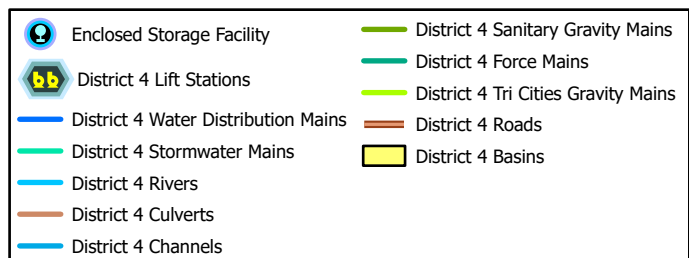 Enclosed Storage Facility
District 4 Lift Stations
District 4 Water Distribution Mains
District 4 Stormwater Mains
District 4 Rivers
District 4 Culverts
District 4 Channels
District 4 Sanitary Gravity Mains
District 4 Force Mains
District 4 Tri Cities Gravity Mains
District 4 Roads
District 4 Basins